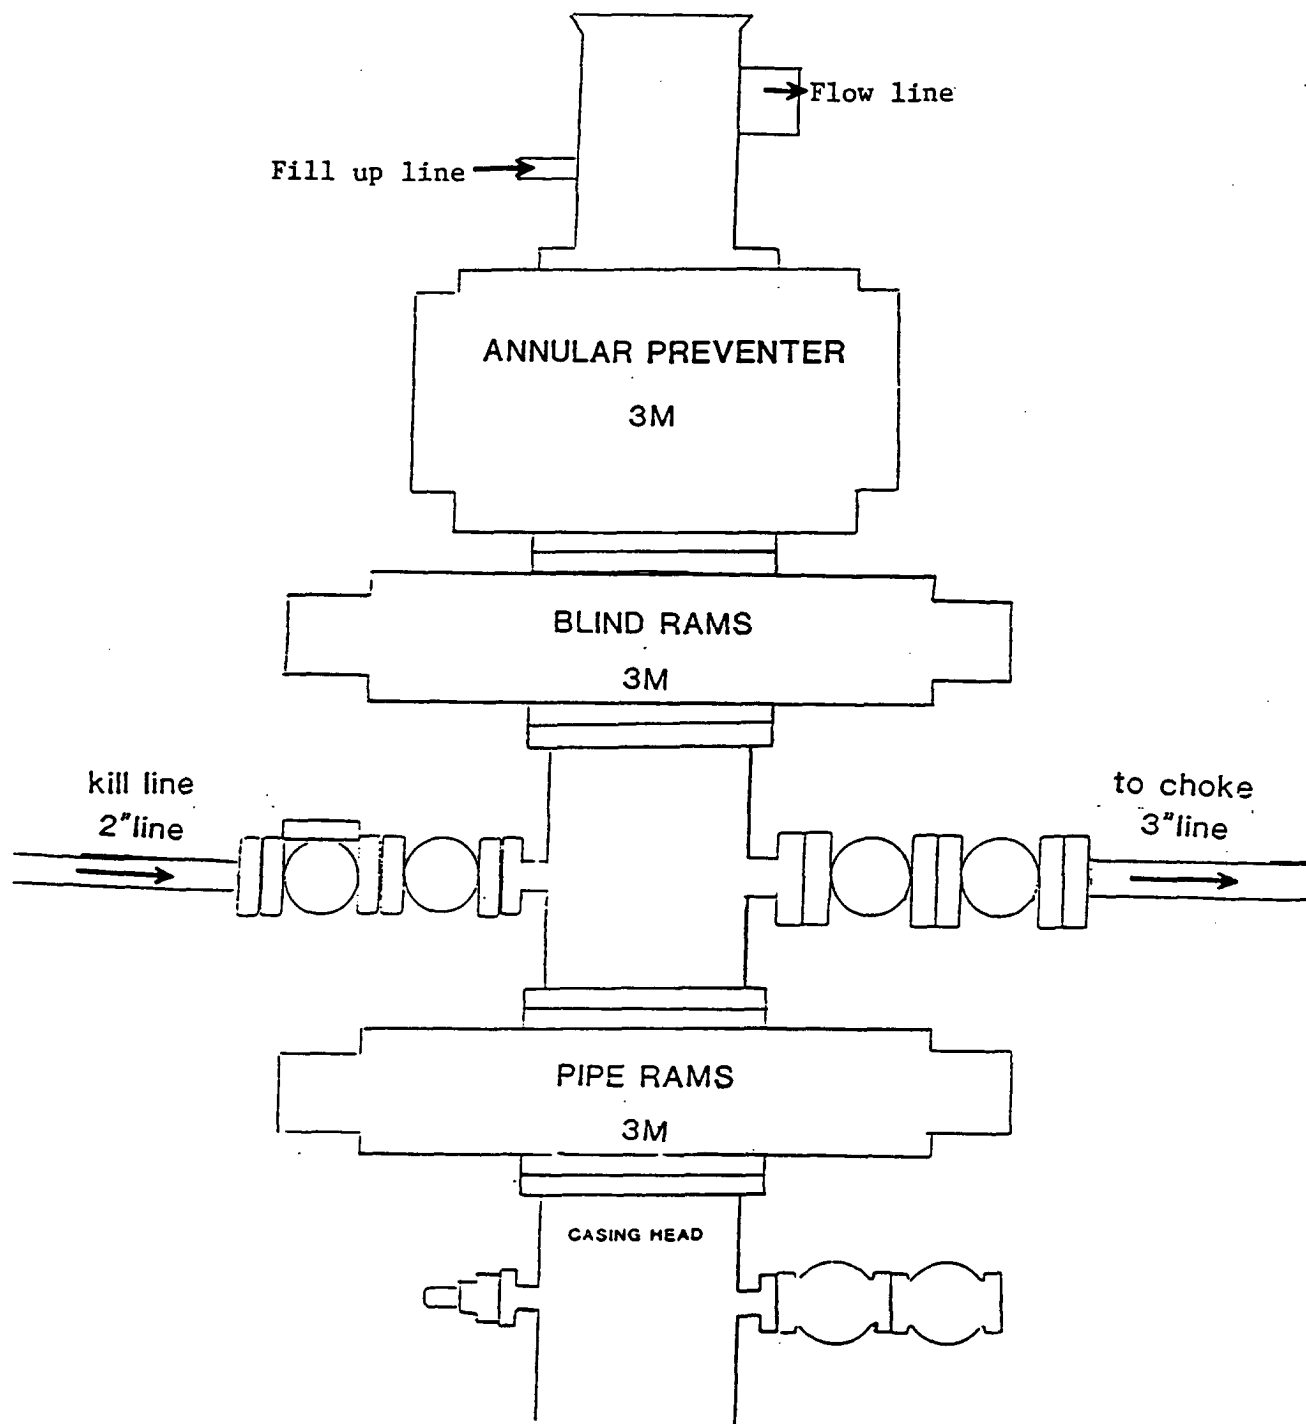 Flow line
Fill up line
ANNULAR PREVENTER
3M
BLIND RAMS
3M
kill line
2"line
to choke
3"line
PIPE RAMS
3M
CASING HEAD